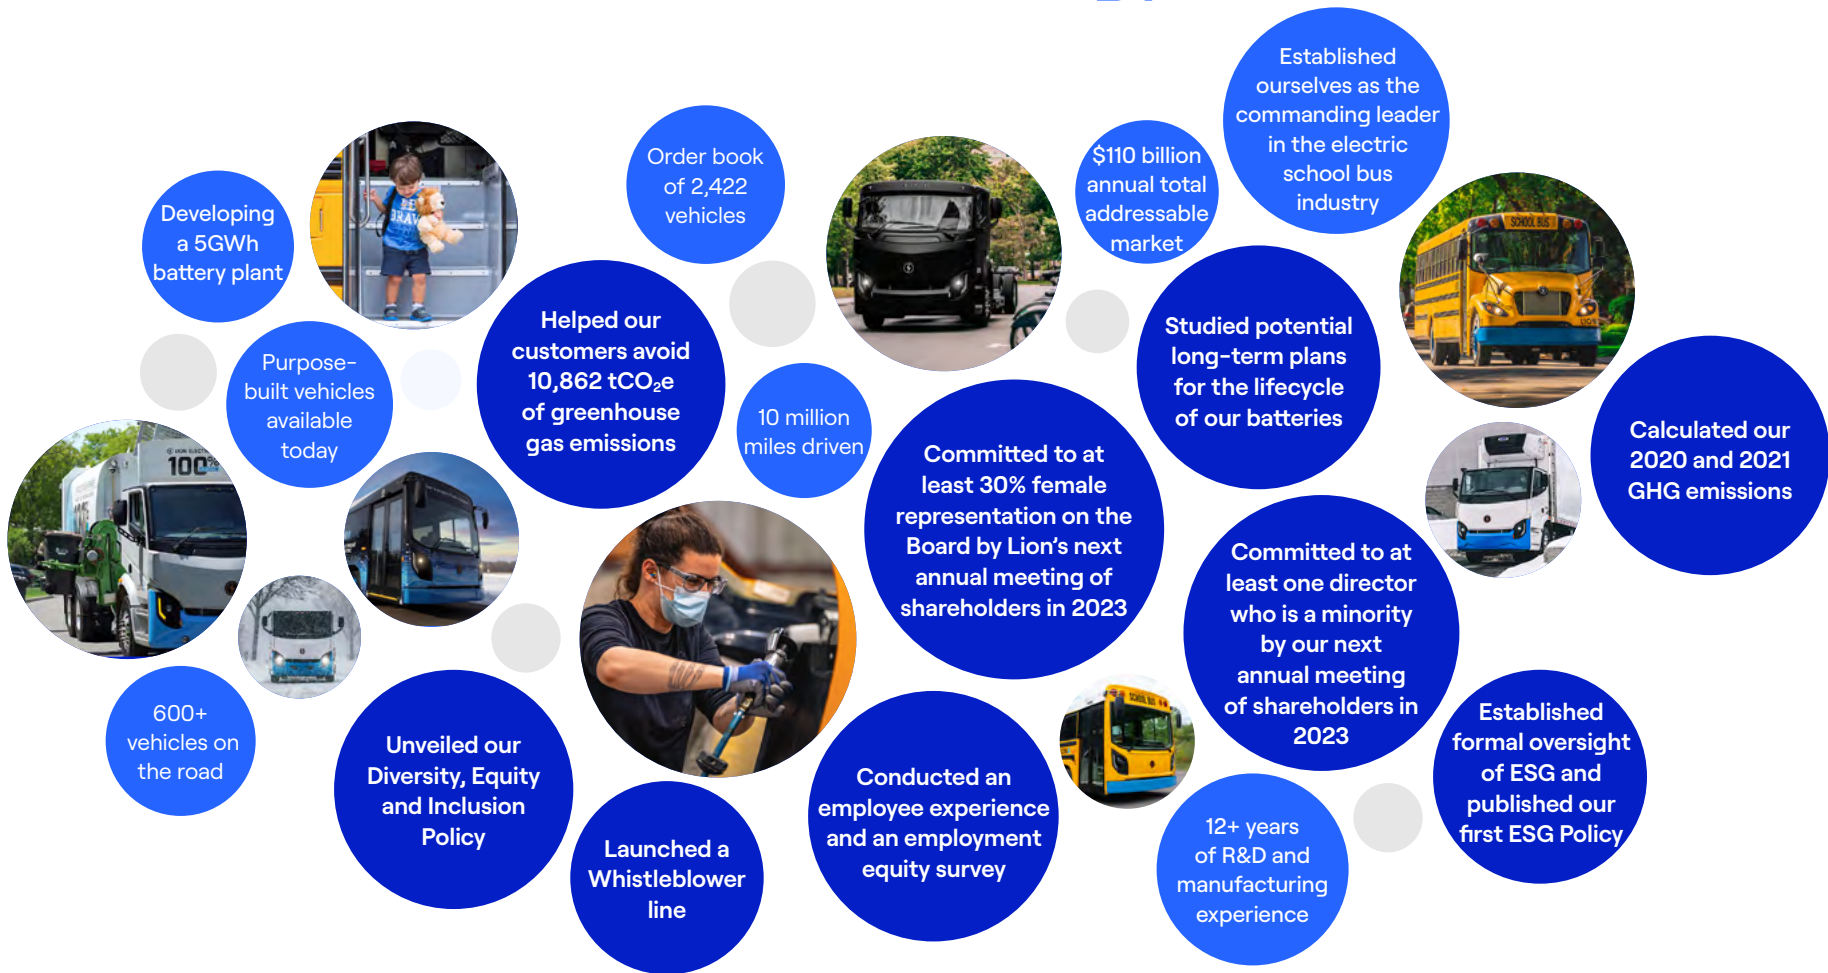 Established
ourselves as the
commanding leader
in the electric
school bus
industry
Order book
of 2,422
vehicles
$110 billion
annual total
addressable
market
Developing
a 5GWh
battery plant
BE
BRAVE
SCHOOL BUS
Helped our
customers avoid
10,862 tCO₂e
of greenhouse
gas emissions
Studied potential
long-term plans
for the lifecycle
of our batteries
Purpose-
built vehicles
available
today
10 million
miles driven
Calculated our
2020 and 2021
GHG emissions
100%
Committed to at
least 30% female
representation on the
Board by Lion’s next
annual meeting of
shareholders in 2023
Committed to at
least one director
who is a minority
by our next
annual meeting
of shareholders in
2023
600+
vehicles on
the road
Unveiled our
Diversity, Equity
and Inclusion
Policy
SCHOOL BUS
Established
formal oversight
of ESG and
published our
first ESG Policy
Launched a
Whistleblower
line
Conducted an
employee experience
and an employment
equity survey
12+ years
of R&D and
manufacturing
experience